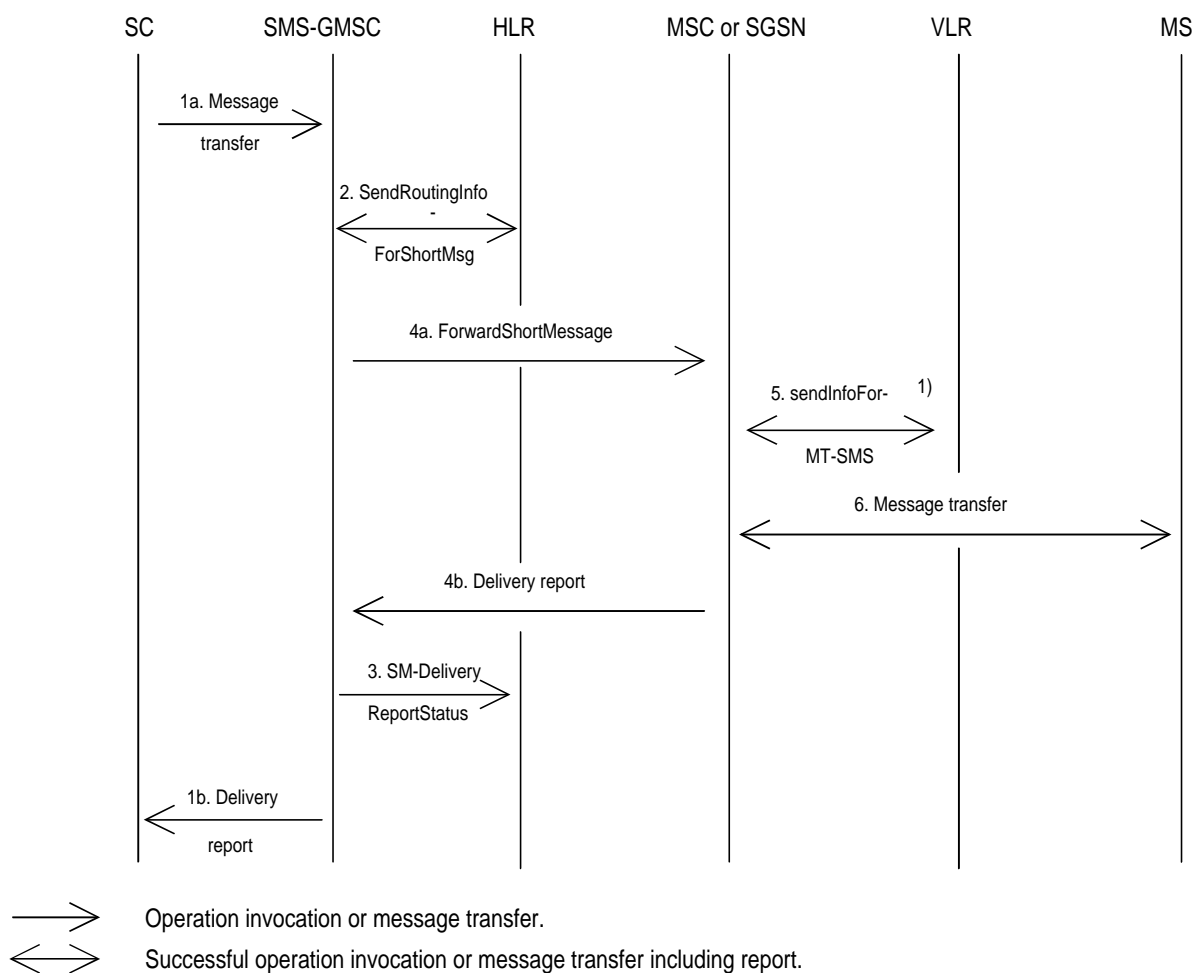 SC SMS-GMSC HLR MSC or SGSN VLR MS
1a. Message
transfer
2. SendRoutingInfo
-
ForShortMsg
4a. ForwardShortMessage
5. sendInfoFor- 1)
MT-SMS
6. Message transfer
4b. Delivery report
3. SM-Delivery
ReportStatus
1b. Delivery
report
Operation invocation or message transfer.
Successful operation invocation or message transfer including report.